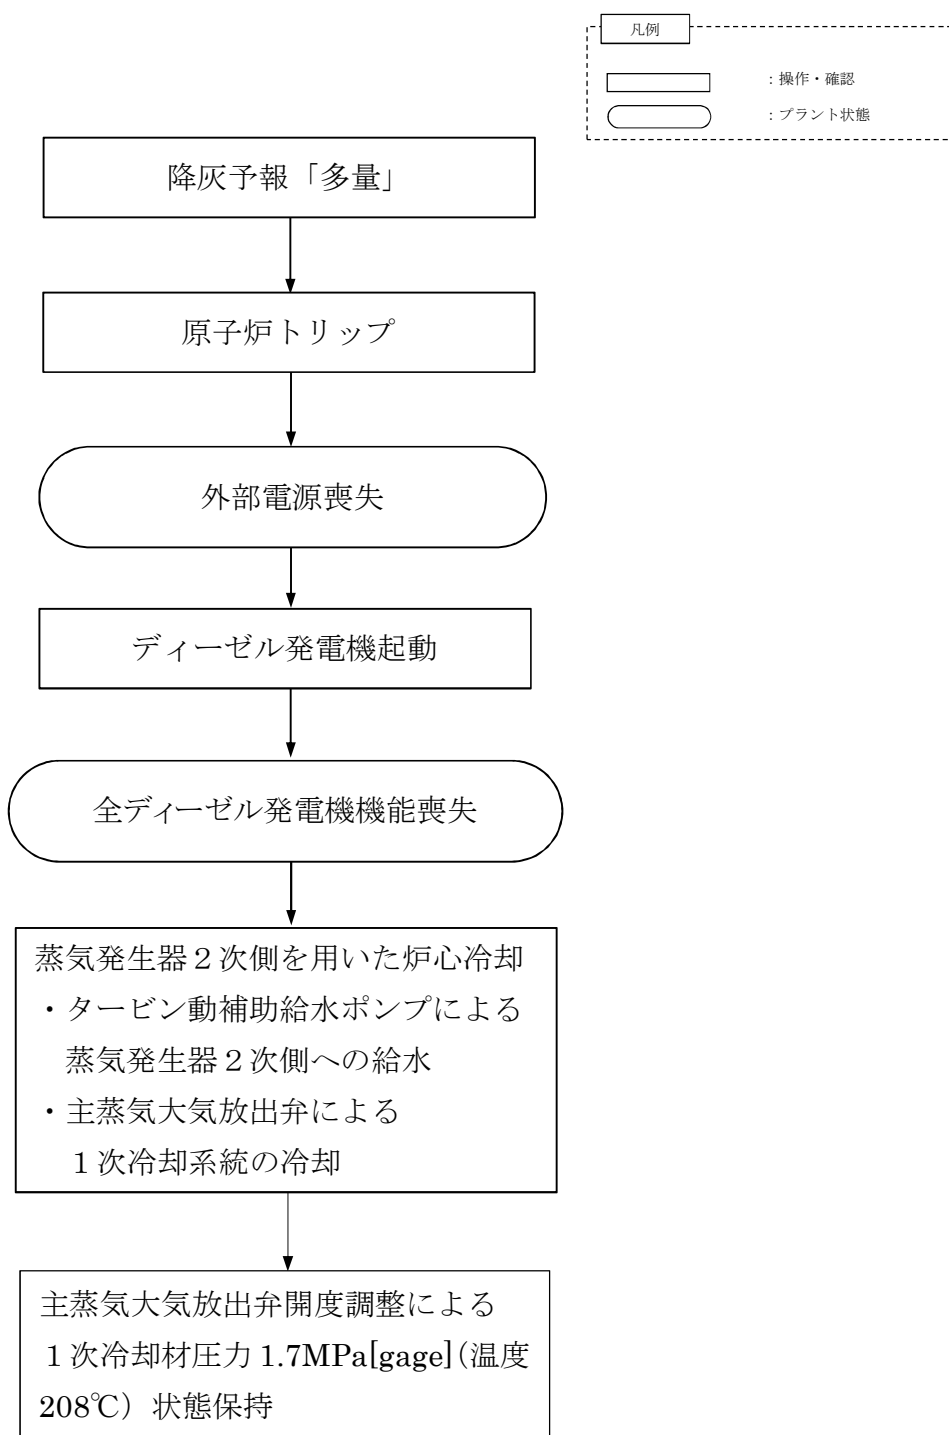 凡例
：操作・確認
：プラント状態
降灰予報「多量」
原子炉トリップ
外部電源喪失
ディーゼル発電機起動
全ディーゼル発電機機能喪失
蒸気発生器２次側を用いた炉心冷却
・タービン動補助給水ポンプによる
蒸気発生器２次側への給水
・主蒸気大気放出弁による
１次冷却系統の冷却
主蒸気大気放出弁開度調整による
１次冷却材圧力 1.7MPa[gage]（温度
208℃）状態保持